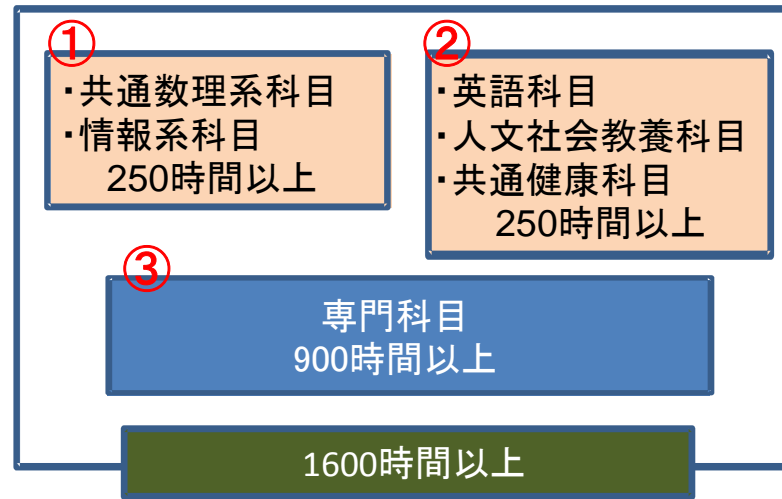 ①
・共通数理系科目
・情報系科目
250時間以上
②
・英語科目
・人文社会教養科目
・共通健康科目
250時間以上
③
専門科目
900時間以上
1600時間以上